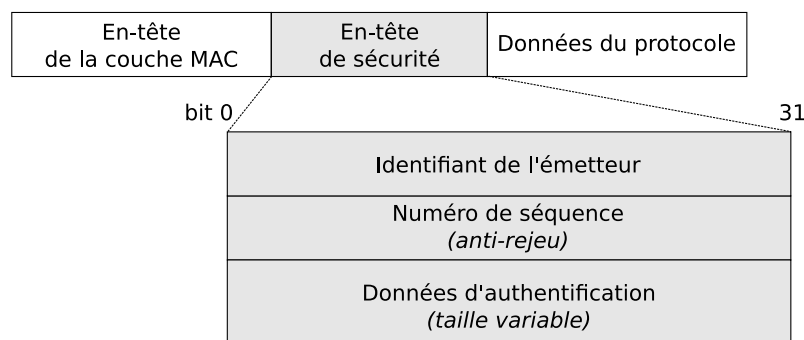 En-tête
de la couche MAC
En-tête
de sécurité
Données du protocole
bit 0
31
Identifiant de l'émetteur
Numéro de séquence
(anti-rejeu)
Données d'authentification
(taille variable)